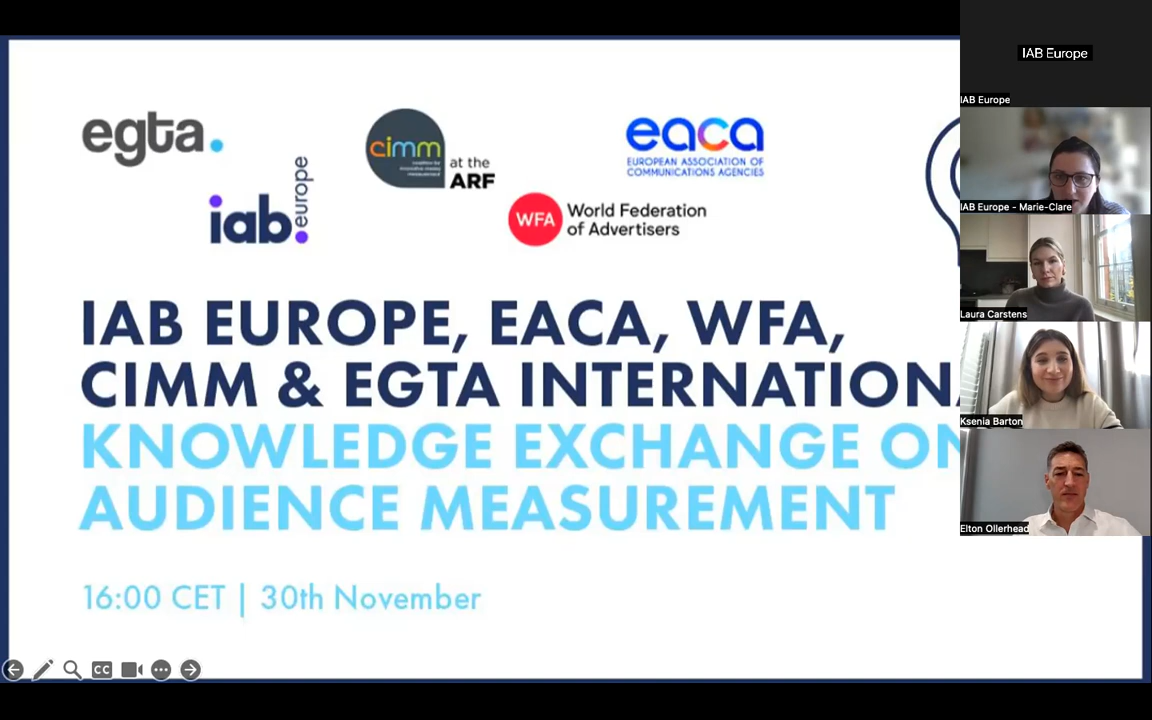 egta.
cimm
at the
ARF
eaca
EUROPEAN ASSOCIATION OF
COMMUNICATIONS AGENCIES
iab
europe
WFA
World Federation
of Advertisers
IAB EUROPE, EACA, WFA,
CIMM & EGTA INTERNATIONA
KNOWLEDGE EXCHANGE ON
AUDIENCE MEASUREMENT
16:00 CET | 30th November
CC
IAB Europe
IAB Europe
IAB Europe - Marie-Clare
Laura Carstens
Ksenia Barton
Elton Ollerhead